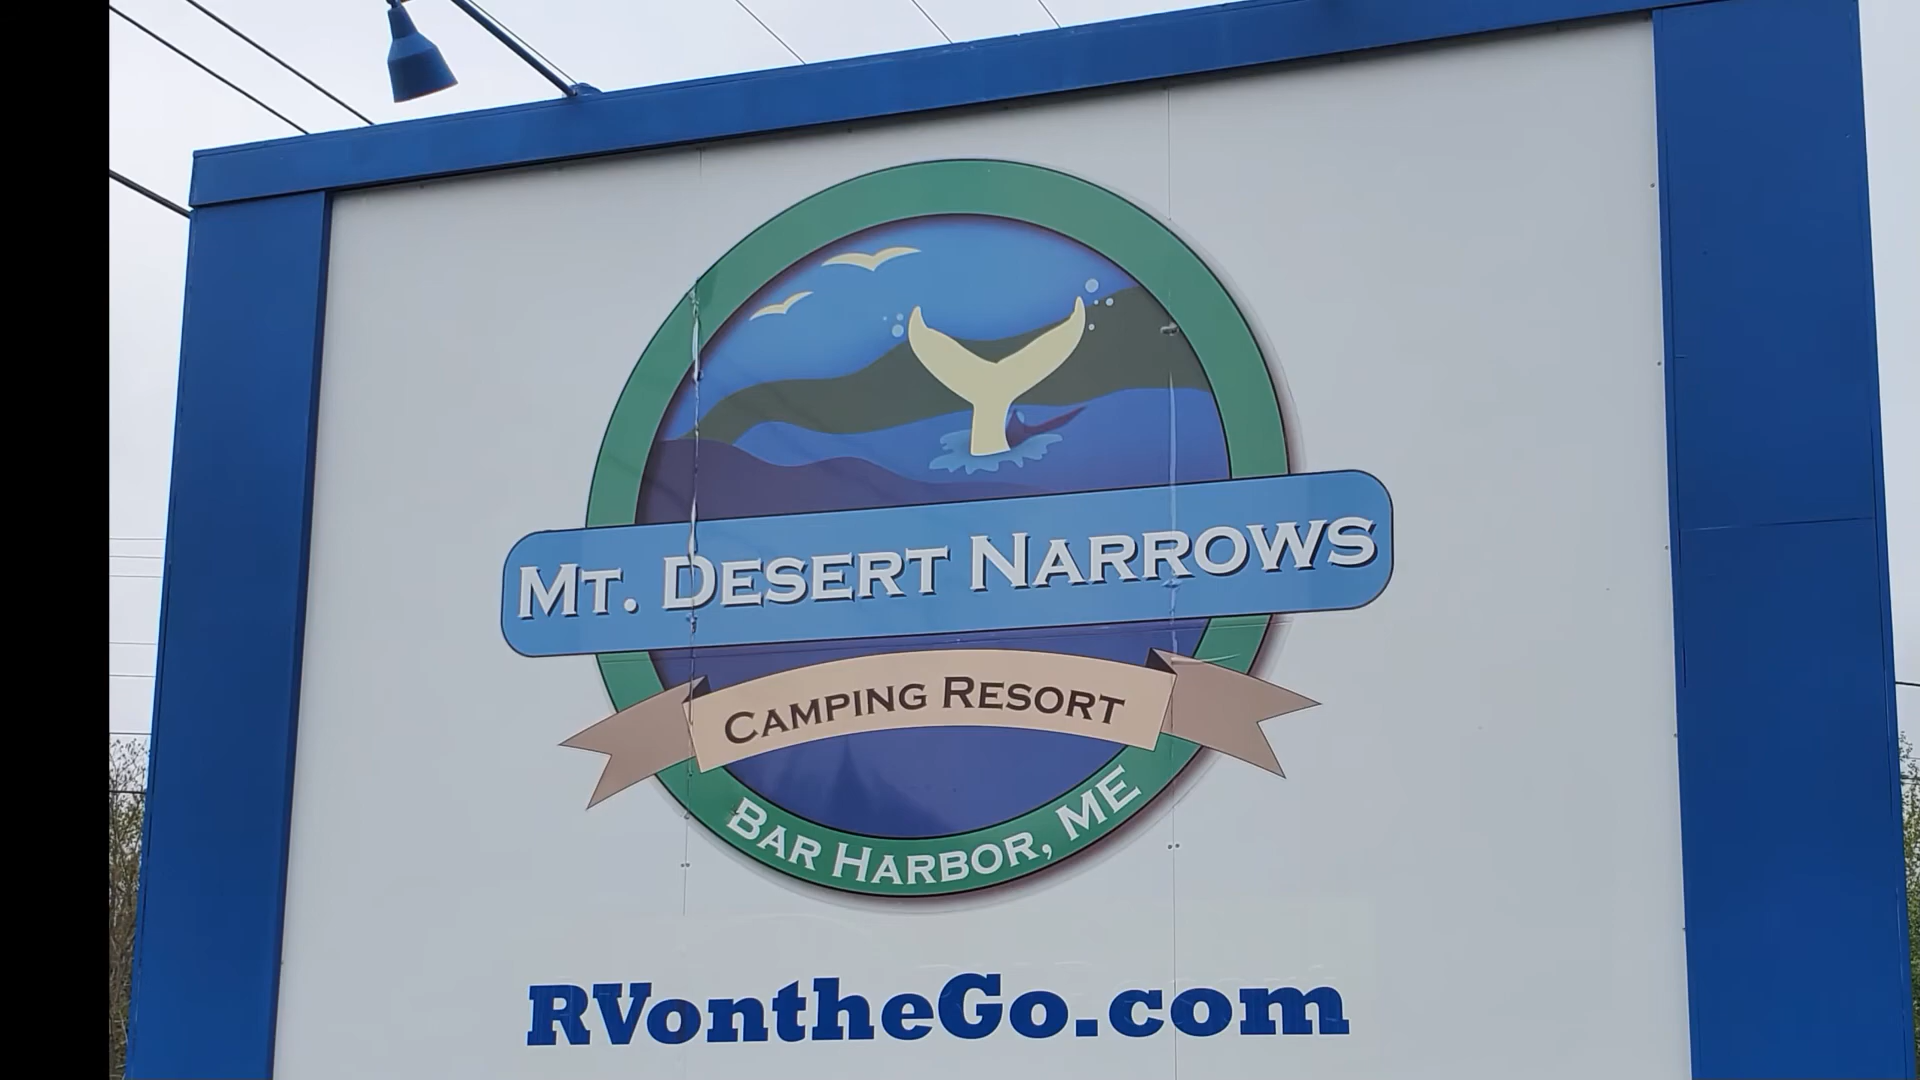 Mt. Desert Narrows
Camping Resort
Bar Harbor, ME
RVontheGo.com